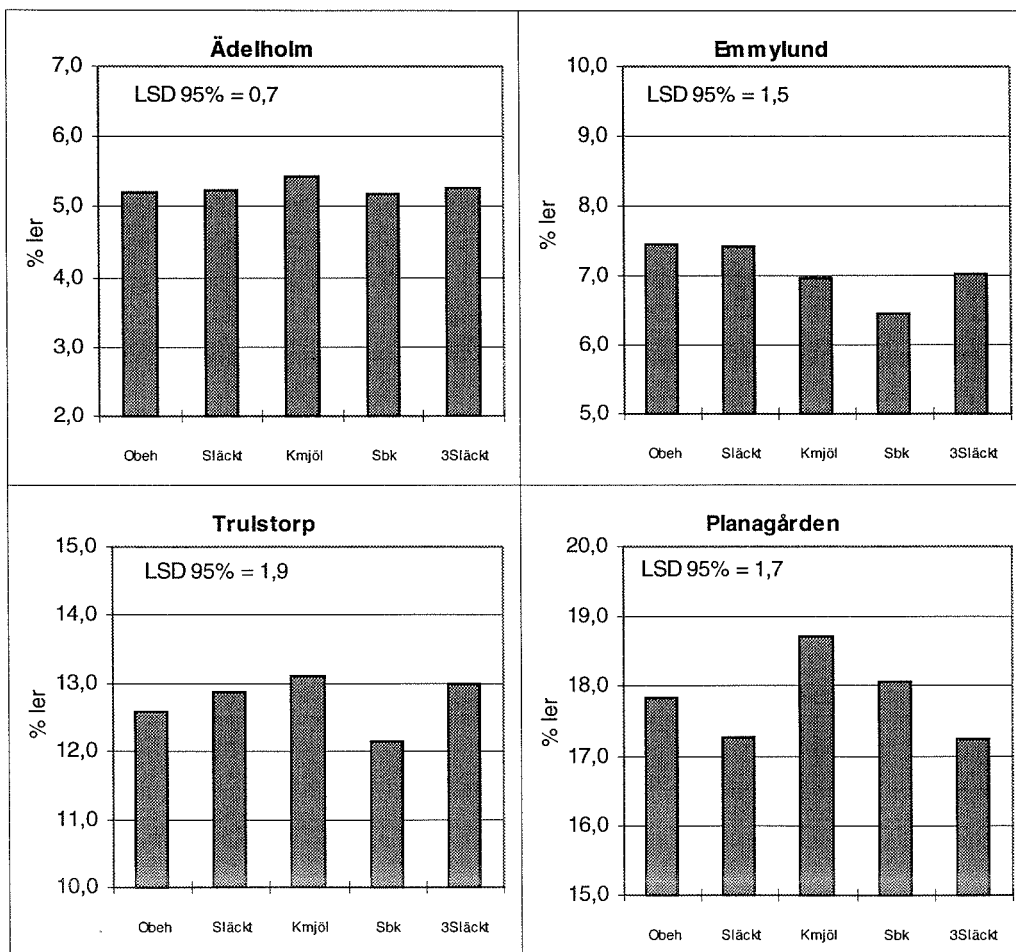 Ädelholm
7,0
6,0
5,0
4,0
3,0
2,0
% ler
LSD 95% = 0,7
Obeh Släckt Kmjöl Sbk 3Släckt
Emmylund
10,0
9,0
8,0
7,0
6,0
5,0
% ler
LSD 95% = 1,5
Obeh Släckt Kmjöl Sbk 3Släckt
Trulstorp
15,0
14,0
13,0
12,0
11,0
10,0
% ler
LSD 95% = 1,9
Obeh Släckt Kmjöl Sbk 3Släckt
Planagården
20,0
19,0
18,0
17,0
16,0
15,0
% ler
LSD 95% = 1,7
Obeh Släckt Kmjöl Sbk 3Släckt